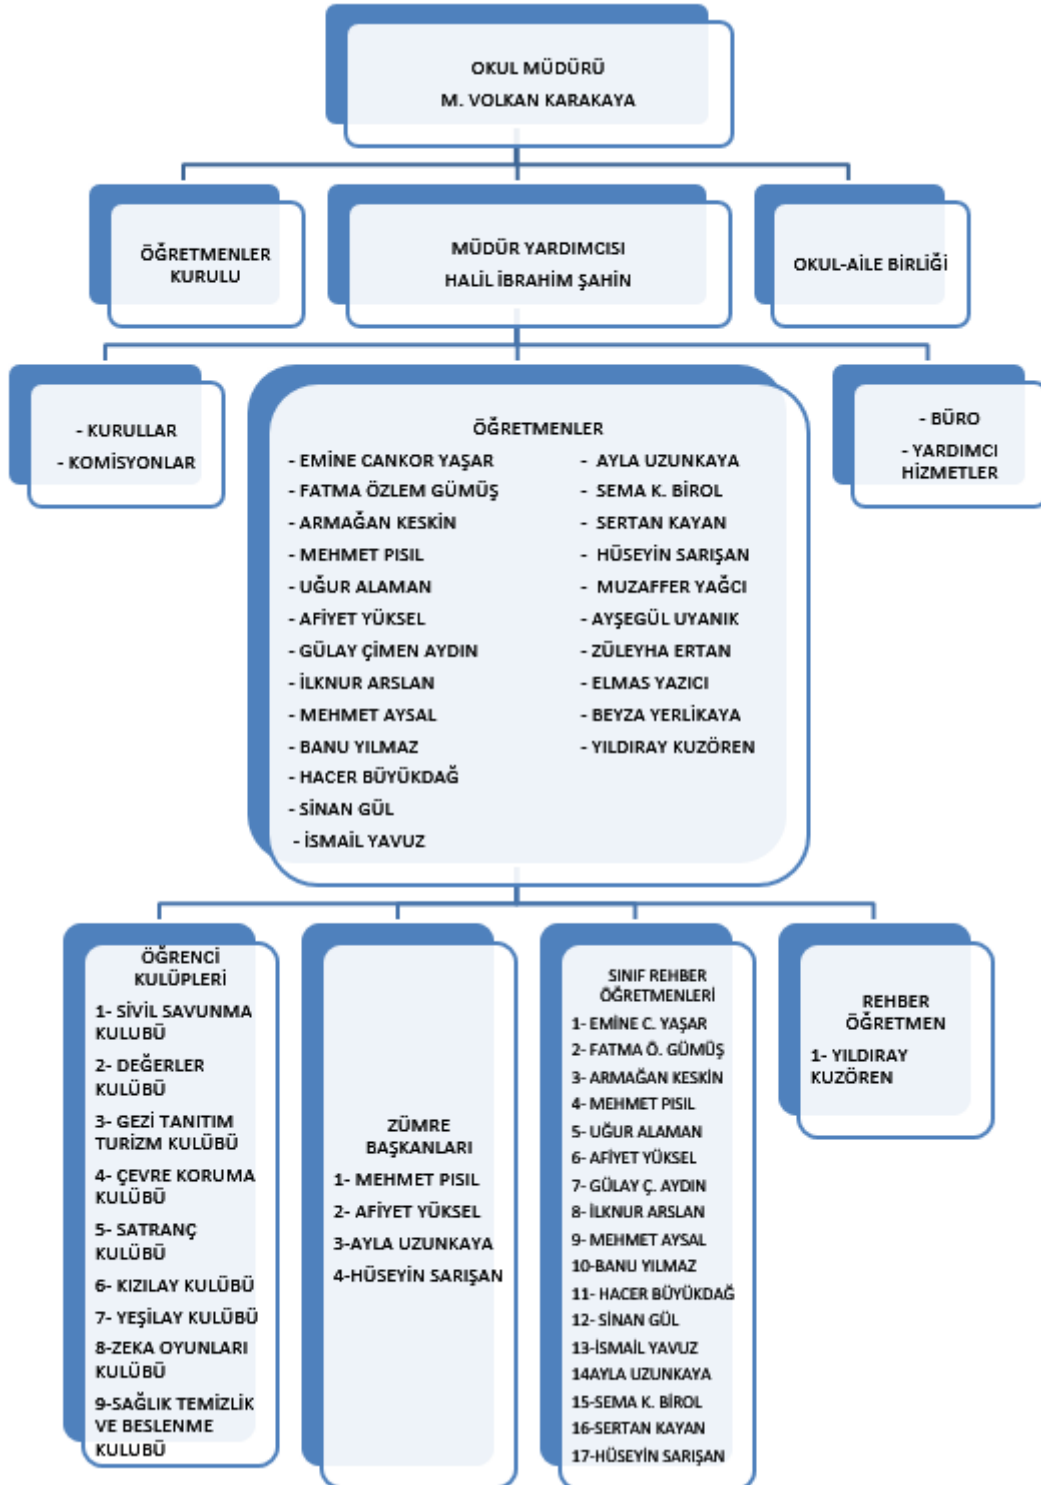 OKUL MÜDÜRÜ
M. VOLKAN KARAKAYA
ÖĞRETMENLER
KURULU
MÜDÜR YARDIMCISI
HALİL İBRAHİM ŞAHİN
OKUL-AİLE BİRLİĞİ
- KURULLAR
- KOMİSYONLAR
ÖĞRETMENLER
- EMİNE CANKOR YAŞAR
- FATMA ÖZLEM GÜMÜŞ
- ARMAĞAN KESKİN
- MEHMET PISIL
- UĞUR ALAMAN
- AFİYET YÜKSEL
- GÜLAY ÇİMEN AYDIN
- İLKNUR ARSLAN
- MEHMET AYSAL
- BANU YILMAZ
- HACER BÜYÜKDAĞ
- SİNAN GÜL
- İSMAİL YAVUZ
- AYLA UZUNKAYA
- SEMA K. BİROL
- SERTAN KAYAN
- HÜSEYİN SARIŞAN
- MUZAFFER YAĞCI
- AYŞEGÜL UYANIK
- ZÜLEYHA ERTAN
- ELMAS YAZICI
- BEYZA YERLİKAYA
- YILDIRAY KUZÖREN
- BÜRO
- YARDIMCI
HİZMETLER
ÖĞRENCİ
KULÜPLERİ
1- SİVİL SAVUNMA
KULUBÜ
2- DEĞERLER
KULÜBÜ
3- GEZİ TANITIM
TURİZM KULÜBÜ
4- ÇEVRE KORUMA
KULÜBÜ
5- SATRANÇ
KULÜBÜ
6- KIZILAY KULÜBÜ
7- YEŞİLAY KULÜBÜ
8-ZEKA OYUNLARI
KULÜBÜ
9-SAĞLIK TEMİZLİK
VE BESLENME
KULUBÜ
ZÜMRE
BAŞKANLARI
1- MEHMET PISIL
2- AFİYET YÜKSEL
3-AYLA UZUNKAYA
4-HÜSEYİN SARIŞAN
SINIF REHBER
ÖĞRETMENLERİ
1- EMİNE C. YAŞAR
2- FATMA Ö. GÜMÜŞ
3- ARMAĞAN KESKİN
4- MEHMET PISIL
5- UĞUR ALAMAN
6- AFİYET YÜKSEL
7- GÜLAY Ç. AYDIN
8- İLKNUR ARSLAN
9- MEHMET AYSAL
10-BANU YILMAZ
11- HACER BÜYÜKDAĞ
12- SİNAN GÜL
13-İSMAİL YAVUZ
14AYLA UZUNKAYA
15-SEMA K. BİROL
16-SERTAN KAYAN
17-HÜSEYİN SARIŞAN
REHBER
ÖĞRETMEN
1- YILDIRAY
KUZÖREN